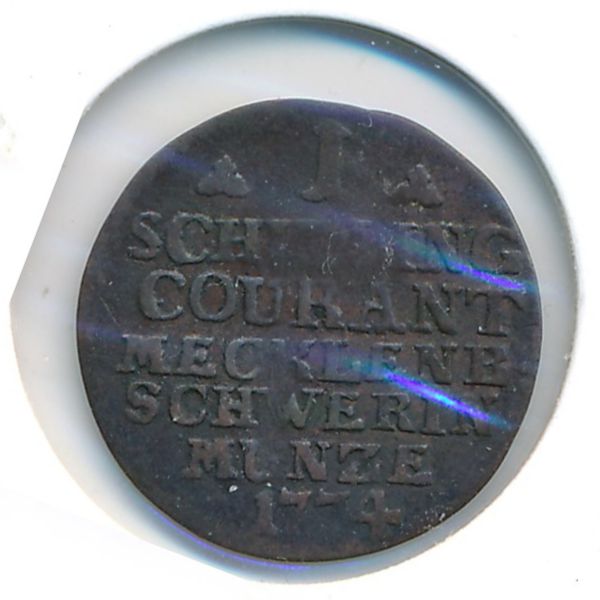 1
SCHILLING
COURANT
MECKLENB
SCHWERIN
MUNZE
1774